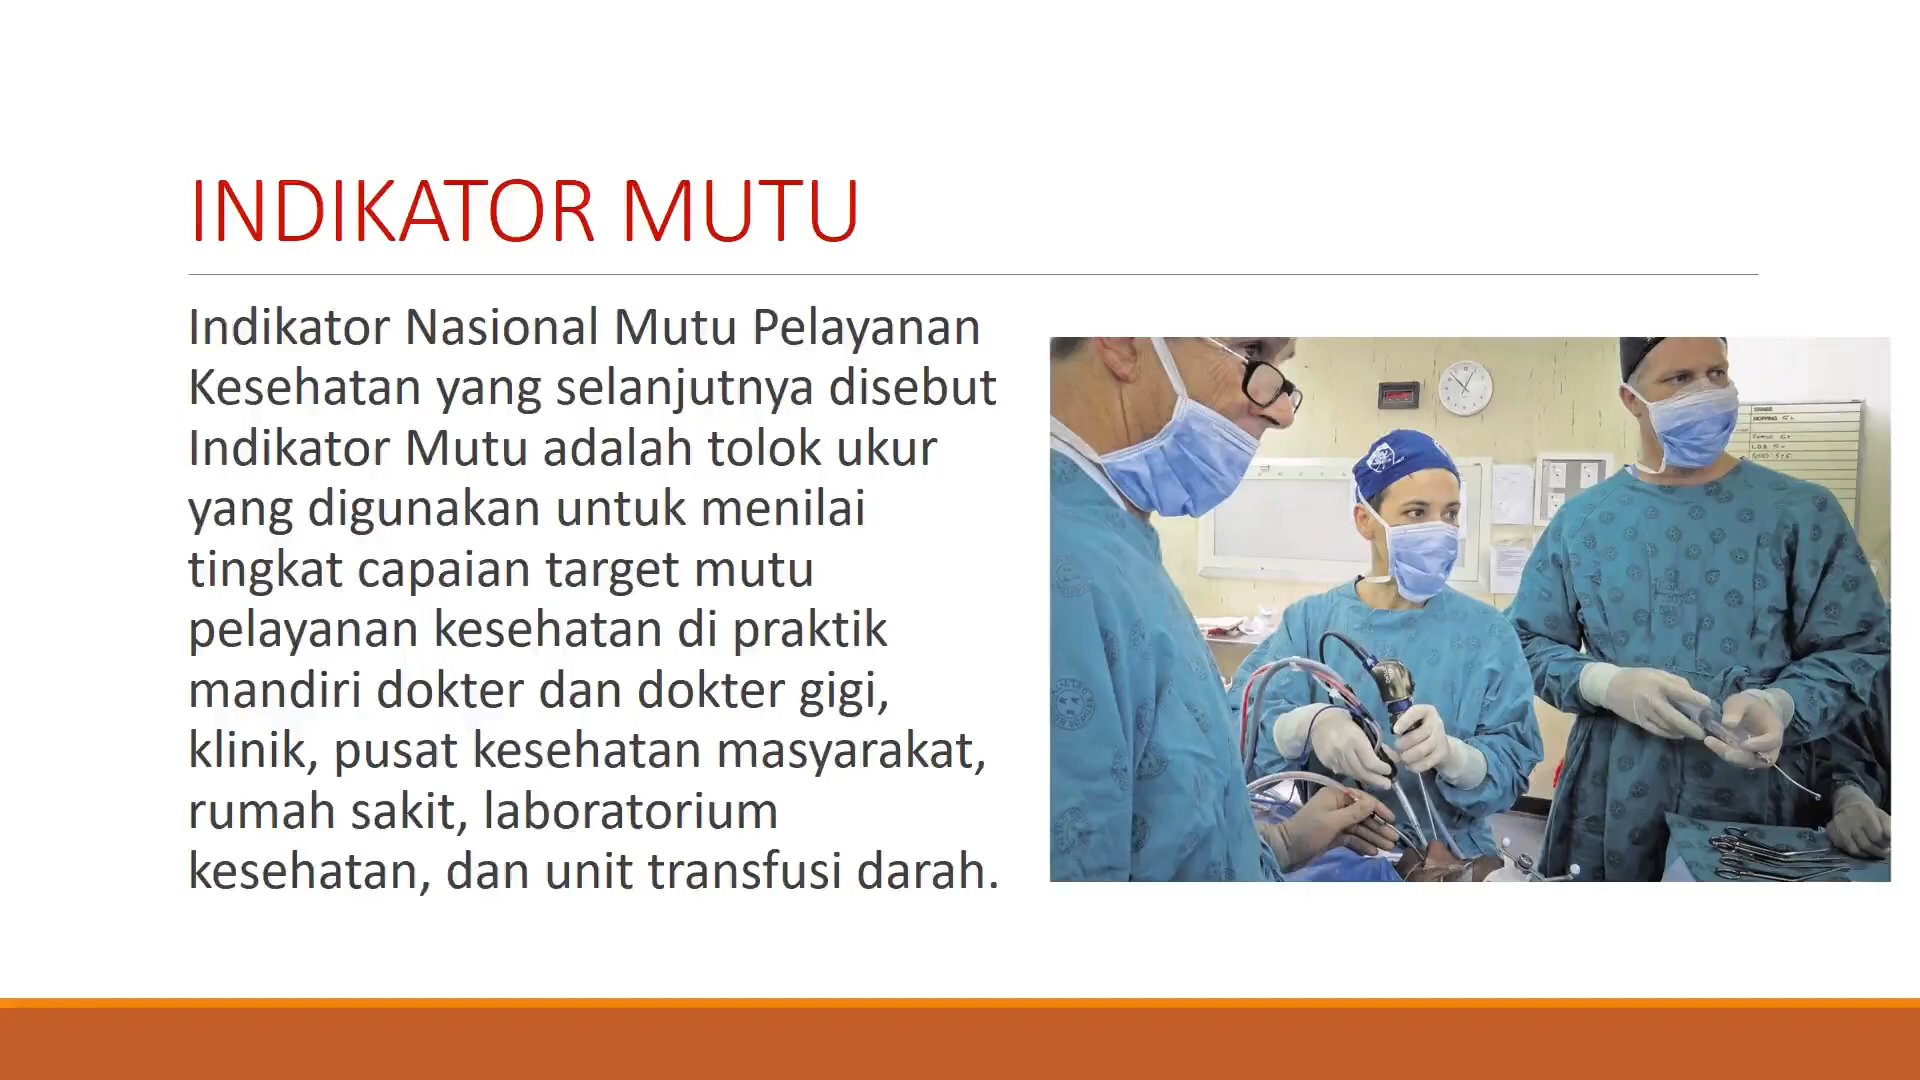 INDIKATOR MUTU
Indikator Nasional Mutu Pelayanan
Kesehatan yang selanjutnya disebut
Indikator Mutu adalah tolok ukur
yang digunakan untuk menilai
tingkat capaian target mutu
pelayanan kesehatan di praktik
mandiri dokter dan dokter gigi,
klinik, pusat kesehatan masyarakat,
rumah sakit, laboratorium
kesehatan, dan unit transfusi darah.